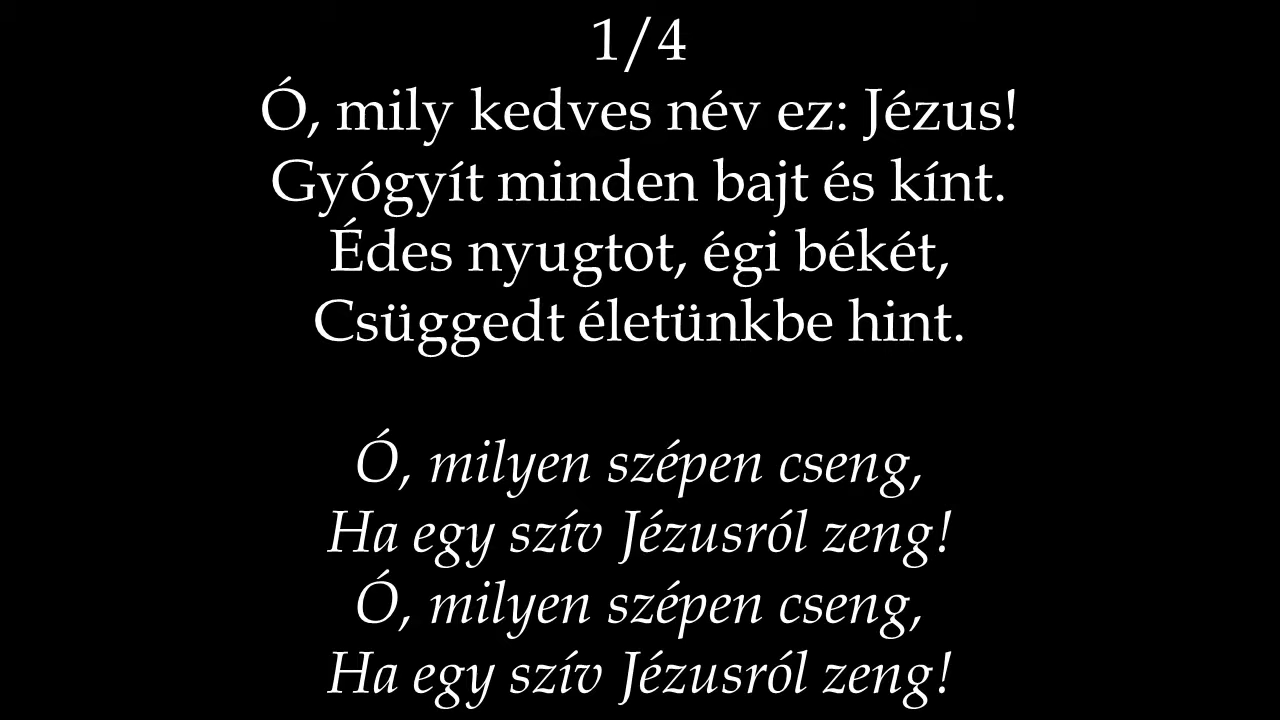 1/4
Ó, mily kedves név ez: Jézus!
Gyógyít minden bajt és kínt.
Édes nyugtot, égi békét,
Csüggedt életünkbe hint.
Ó, milyen szépen cseng,
Ha egy szív Jézusról zeng!
Ó, milyen szépen cseng,
Ha egy szív Jézusról zeng!